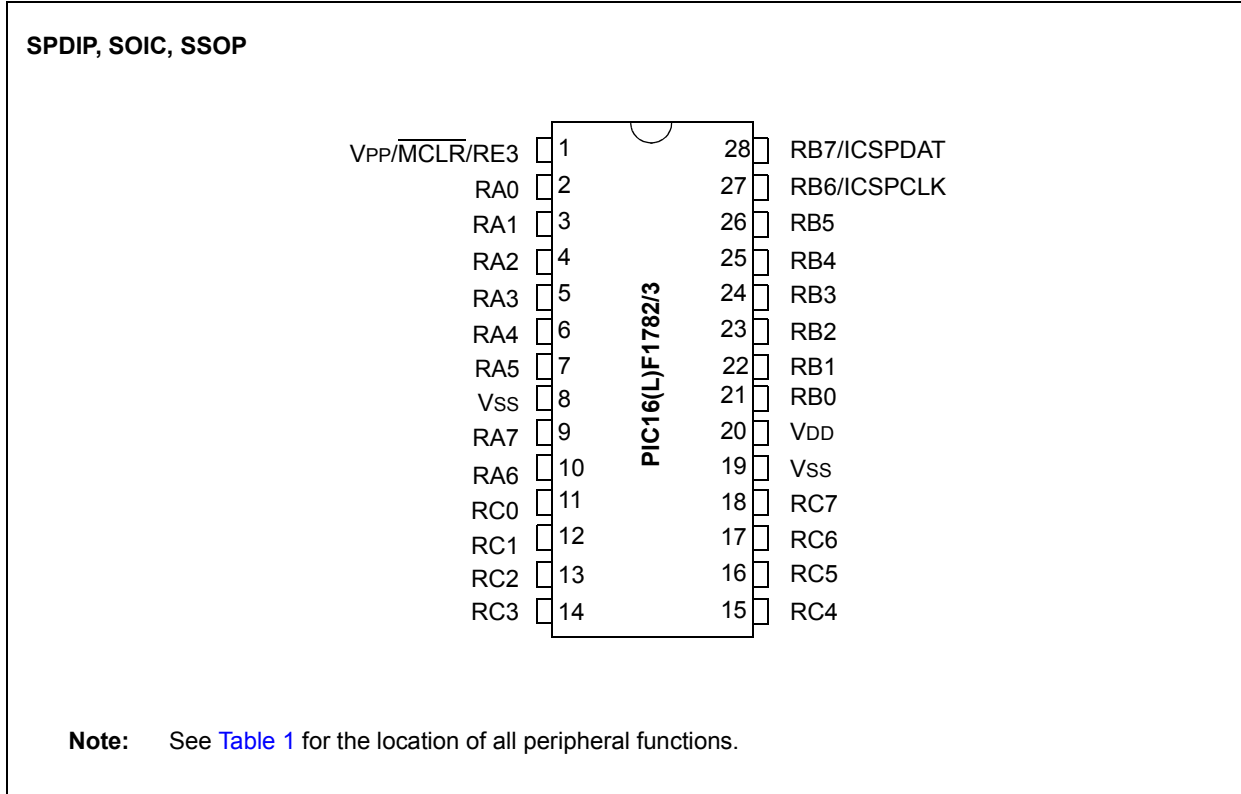 SPDIP, SOIC, SSOP
VPP/MCLR/RE3 1 28 RB7/ICSPDAT
RA0 2 27 RB6/ICSPCLK
RA1 3 26 RB5
RA2 4 25 RB4
RA3 5 24 RB3
RA4 6 23 RB2
RA5 7 22 RB1
VSS 8 21 RB0
RA7 9 20 VDD
RA6 10 19 VSS
RC0 11 18 RC7
RC1 12 17 RC6
RC2 13 16 RC5
RC3 14 15 RC4
PIC16(L)F1782/3
Note: See Table 1 for the location of all peripheral functions.